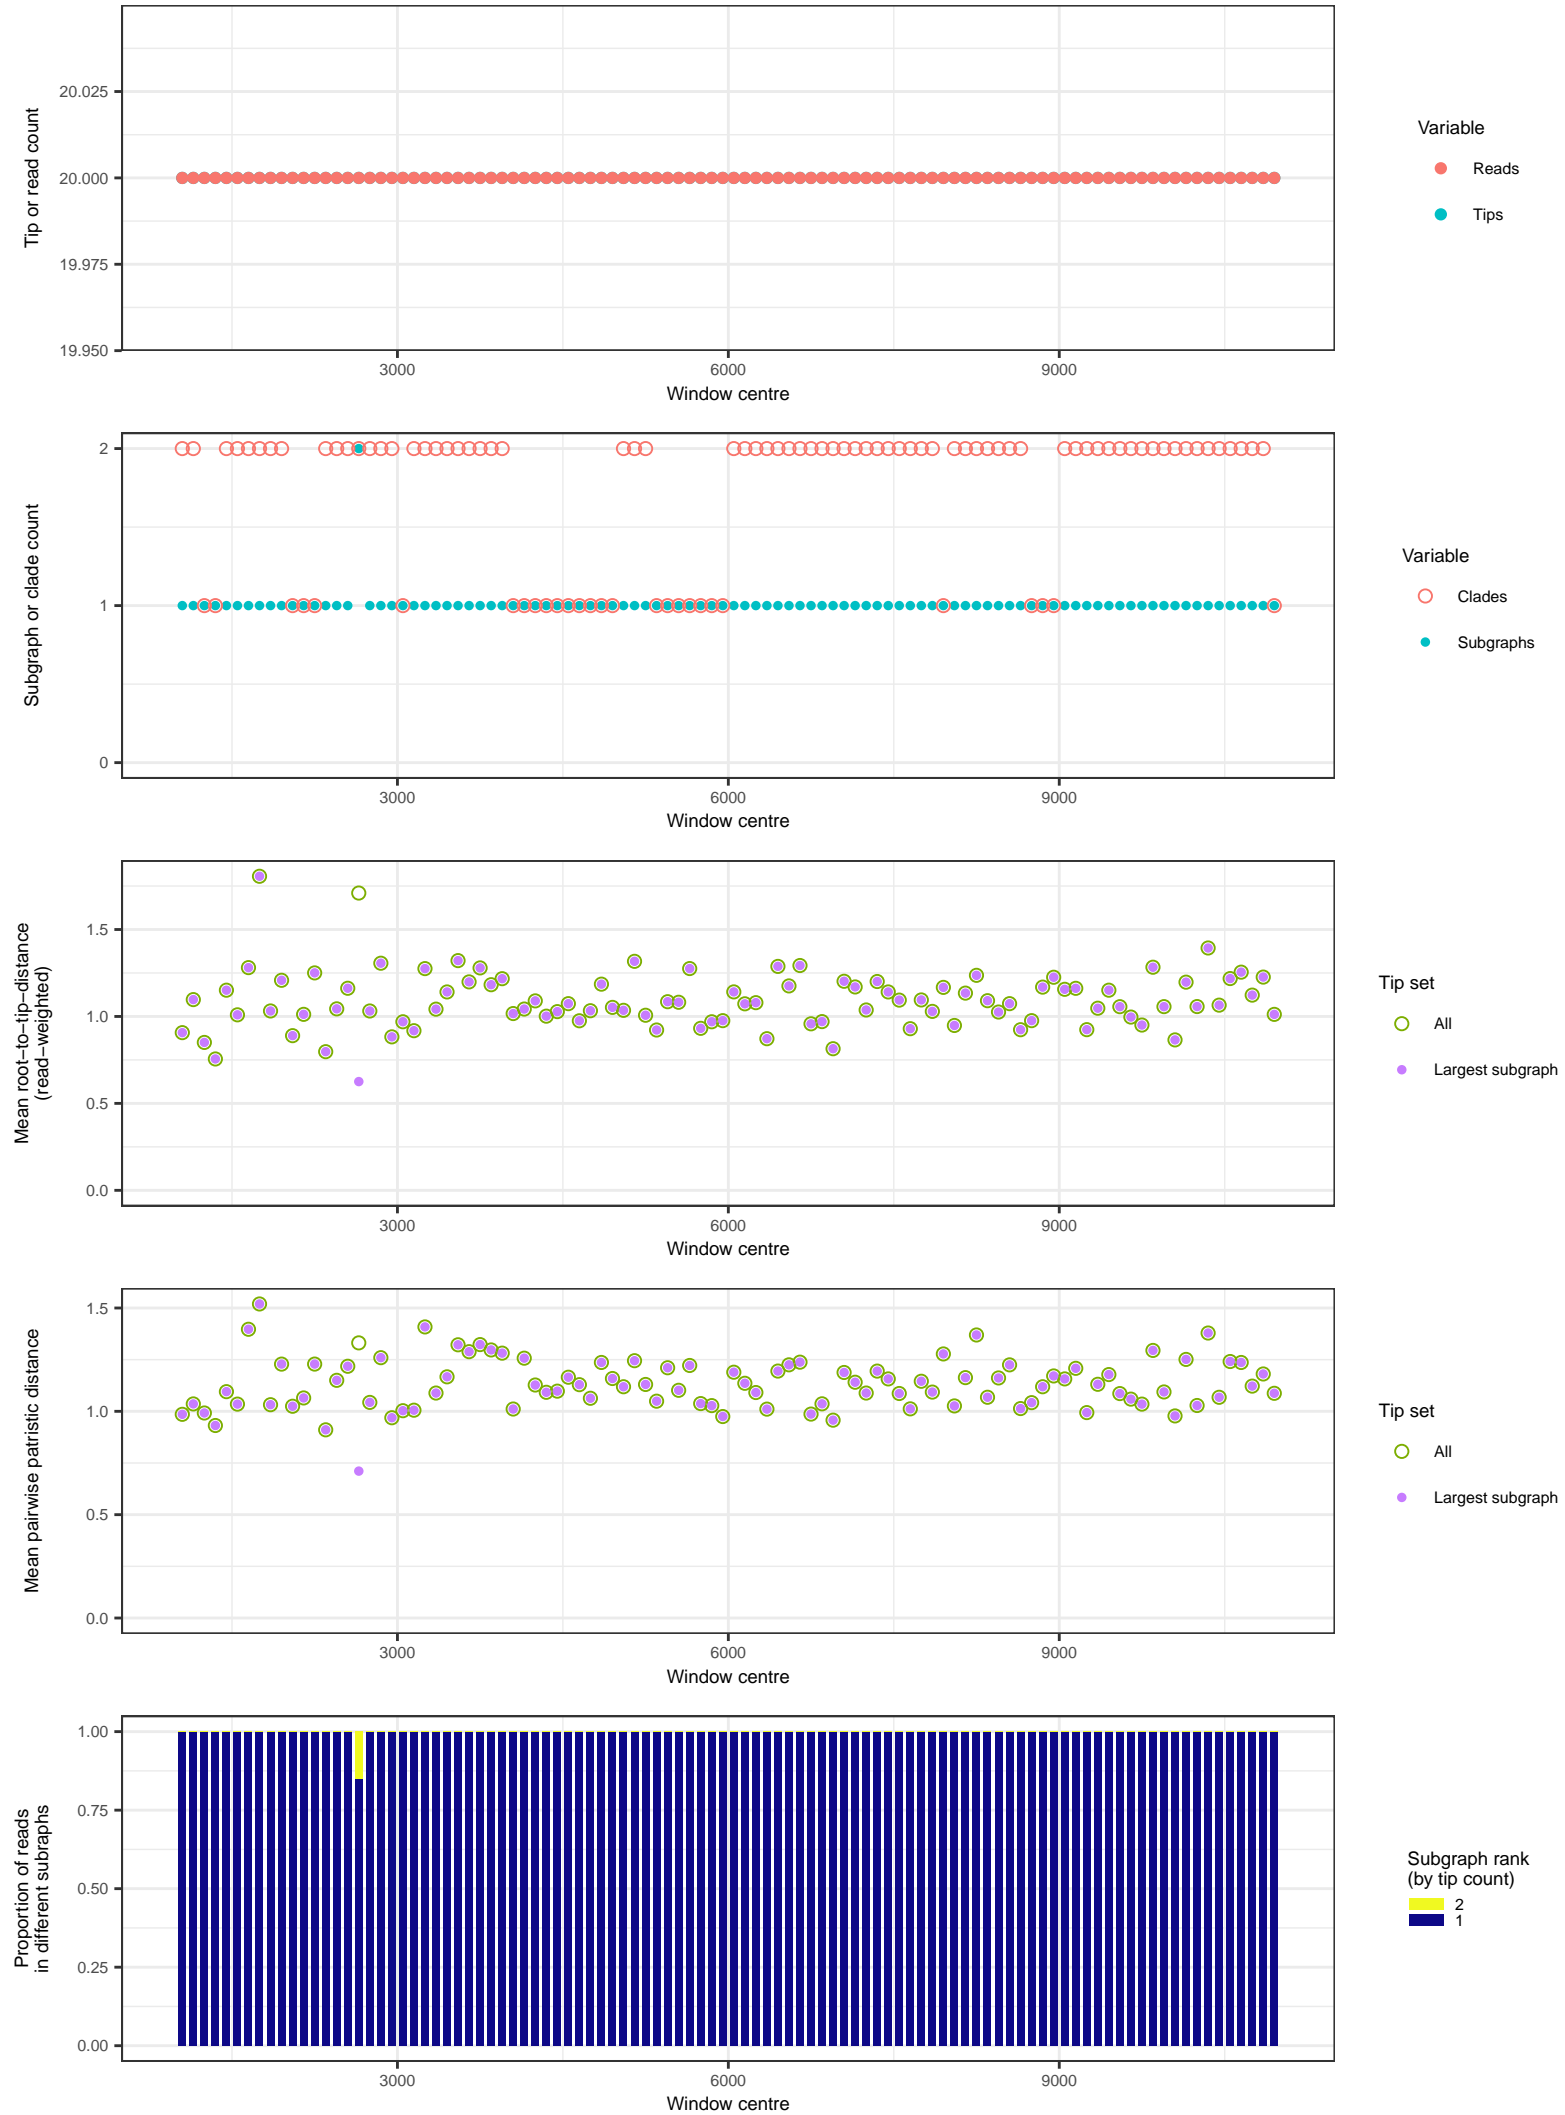 20.025
20.000
19.975
19.950
Tip or read count
3000 6000 9000
Window centre
Variable
Reads
Tips
2
1
0
Subgraph or clade count
3000 6000 9000
Window centre
Variable
Clades
Subgraphs
1.5
1.0
0.5
0.0
Mean root−to−tip−distance
(read−weighted)
3000 6000 9000
Window centre
Tip set
All
Largest subgraph
1.5
1.0
0.5
0.0
Mean pairwise patristic distance
3000 6000 9000
Window centre
Tip set
All
Largest subgraph
1.00
0.75
0.50
0.25
0.00
Proportion of reads
in different subraphs
3000 6000 9000
Window centre
Subgraph rank
(by tip count)
2
1